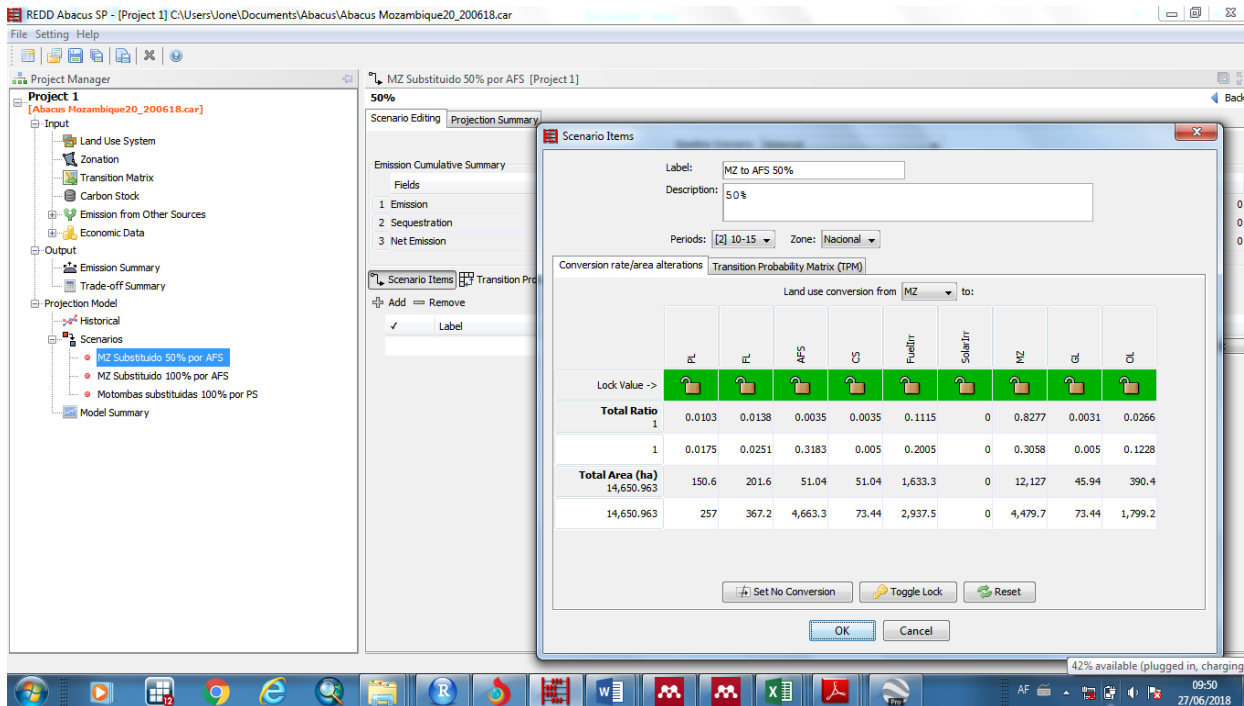 REDD Abacus SP - [Project 1] C:\Users\Jone\Documents\Abacus\Abacus Mozambique20_200618.car
File Setting Help
Project Manager
Project 1
[Abacus Mozambique20_200618.car]
Input
Land Use System
Zonation
Transition Matrix
Carbon Stock
Emission from Other Sources
Economic Data
Output
Emission Summary
Trade-off Summary
Projection Model
Historical
Scenarios
MZ Substituido 50% por AFS
MZ Substituido 100% por AFS
Motombas substituidas 100% por PS
Model Summary
MZ Substituido 50% por AFS [Project 1]
50%
Back
Scenario Editing Projection Summary
Emission Cumulative Summary
Fields
1 Emission 0
2 Sequestration 0
3 Net Emission 0
Scenario Items Transition Pro
Add Remove
✓ Label
Scenario Items
Label: MZ to AFS 50%
Description: 50%
Periods: [2] 10-15 Zone: Nacional
Conversion rate/area alterations Transition Probability Matrix (TPM)
Land use conversion from MZ to:
PL FL AFS CS FuelIrr SolarIrr MZ GL OL
Lock Value ->
Total Ratio
1 0.0103 0.0138 0.0035 0.0035 0.1115 0 0.8277 0.0031 0.0266
1 0.0175 0.0251 0.3183 0.005 0.2005 0 0.3058 0.005 0.1228
Total Area (ha)
14,650.963 150.6 201.6 51.04 51.04 1,633.3 0 12,127 45.94 390.4
14,650.963 257 367.2 4,663.3 73.44 2,937.5 0 4,479.7 73.44 1,799.2
Set No Conversion Toggle Lock Reset
OK Cancel
42% available (plugged in, charging
12
Pro
AF
09:50
27/06/2018